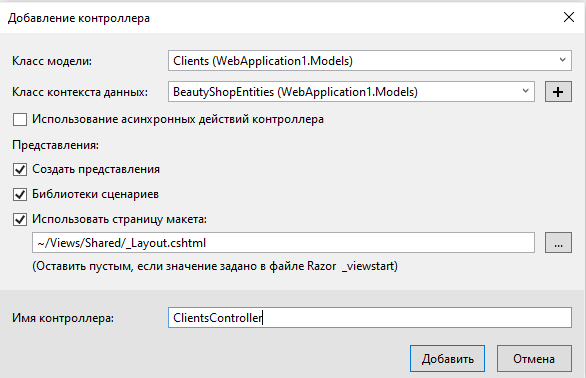 Добавление контроллера
Класс модели: Clients (WebApplication1.Models)
Класс контекста данных: BeautyShopEntities (WebApplication1.Models) +
Использование асинхронных действий контроллера
Представления:
Создать представления
Библиотеки сценариев
Использовать страницу макета:
~/Views/Shared/_Layout.cshtml ...
(Оставить пустым, если значение задано в файле Razor _viewstart)
Имя контроллера: ClientsController
Добавить Отмена